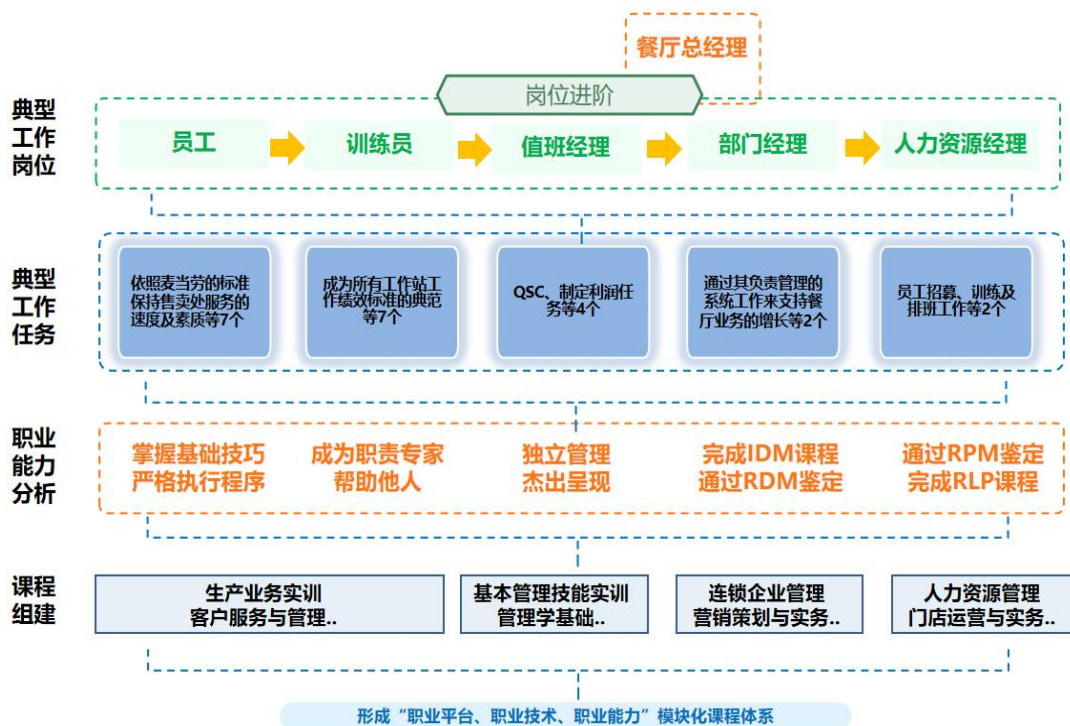 餐厅总经理
岗位进阶
典型
工作
岗位
员工
训练员
值班经理
部门经理
人力资源经理
典型
工作
任务
依照麦当劳的标准
保持售卖处服务的
速度及素质等7个
成为所有工作站工
作绩效标准的典范
等7个
QSC、制定利润任
务等4个
通过其负责管理的
系统工作来支持餐
厅业务的增长等2个
员工招募、训练及
排班工作等2个
职业
能力
分析
掌握基础技巧
严格执行程序
成为职责专家
帮助他人
独立管理
杰出呈现
完成IDM课程
通过RDM鉴定
通过RPM鉴定
完成RLP课程
课程
组建
生产业务实训
客户服务与管理..
基本管理技能实训
管理学基础..
连锁企业管理
营销策划与实务..
人力资源管理
门店运营与实务..
形成“职业平台、职业技术、职业能力”模块化课程体系